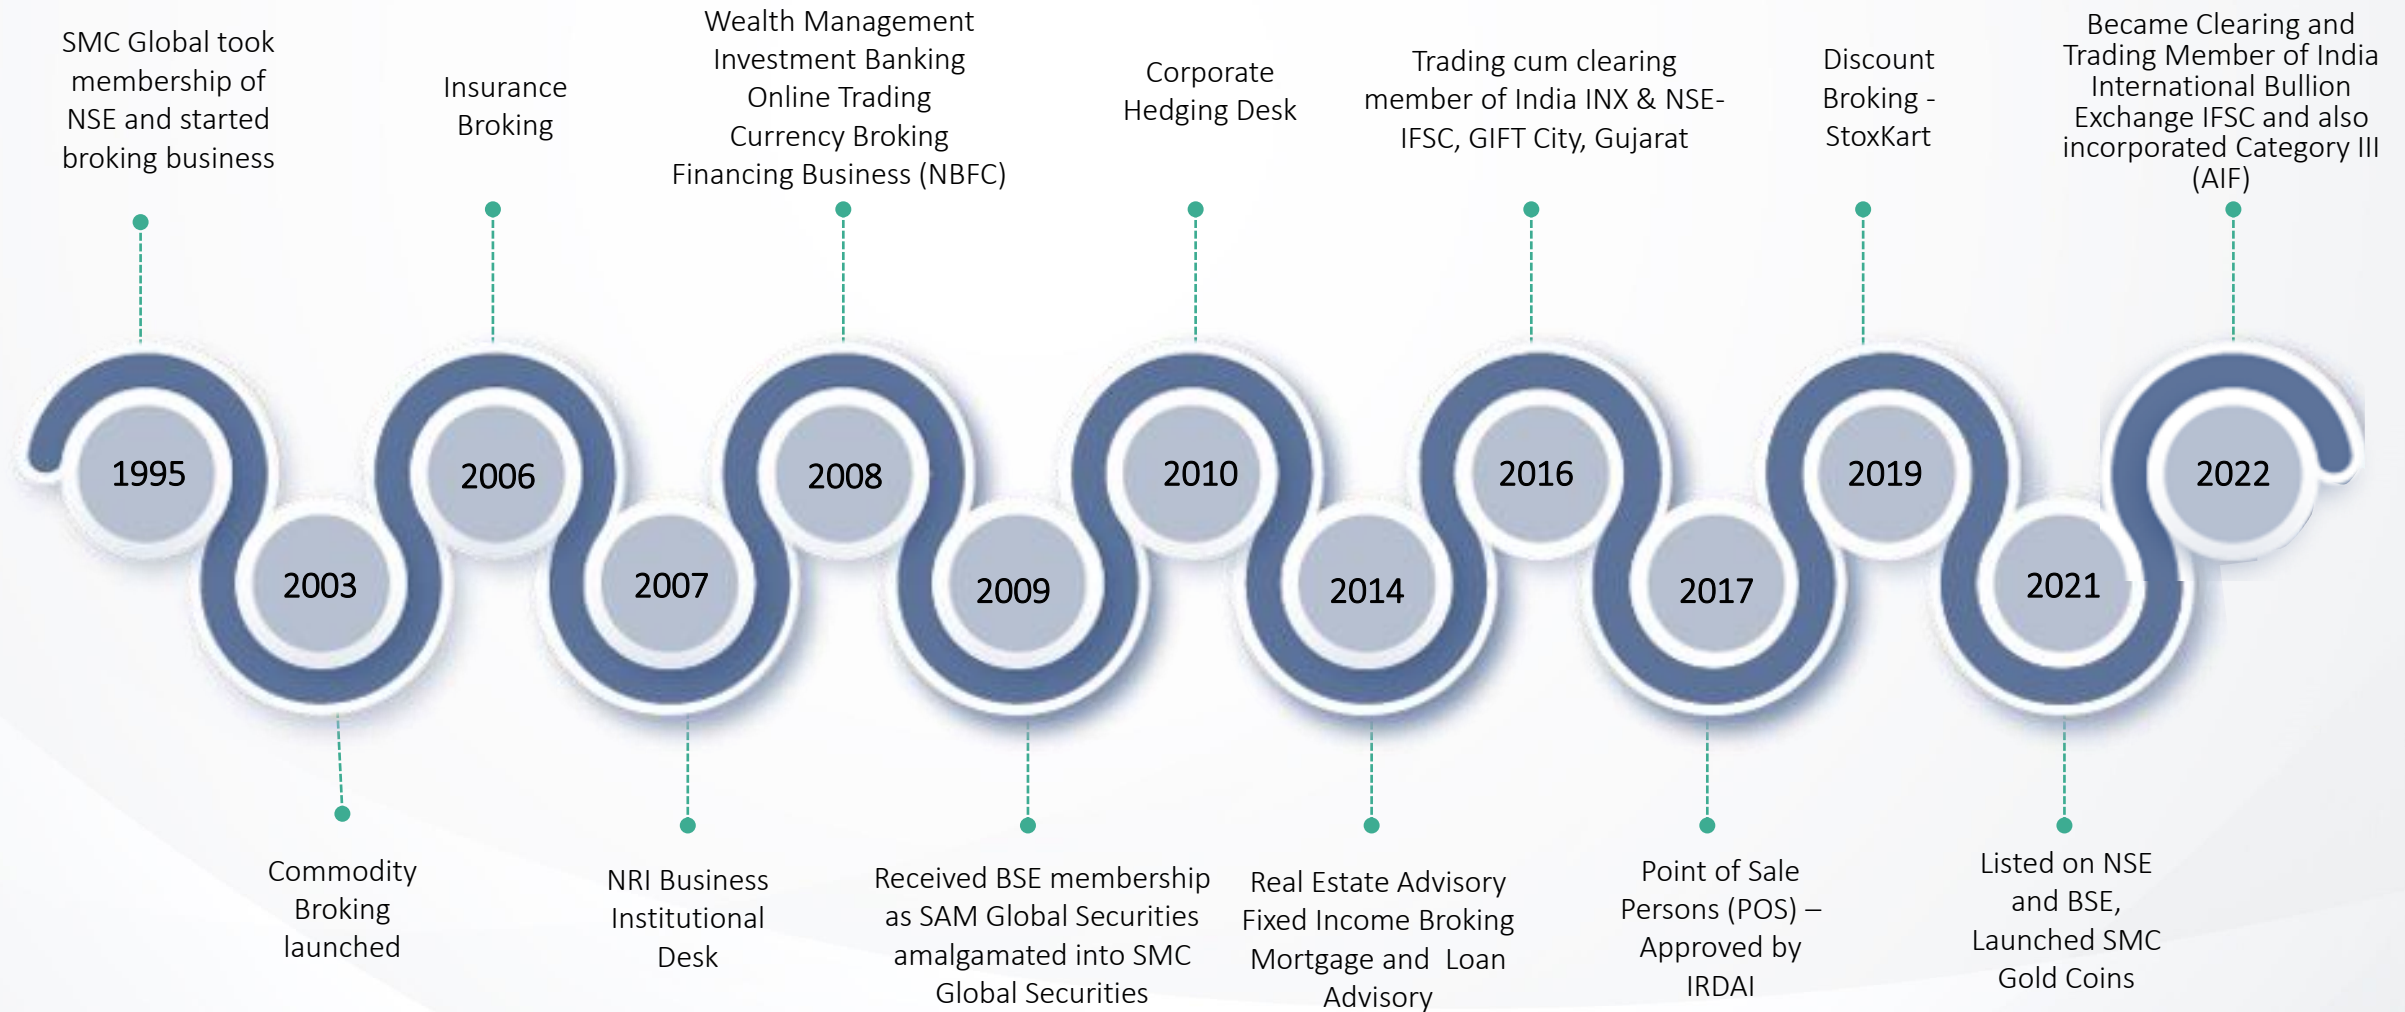 SMC Global took
membership of
NSE and started
broking business
Insurance
Broking
Wealth Management
Investment Banking
Online Trading
Currency Broking
Financing Business (NBFC)
Corporate
Hedging Desk
Trading cum clearing
member of India INX & NSE-
IFSC, GIFT City, Gujarat
Discount
Broking -
StoxKart
Became Clearing and
Trading Member of India
International Bullion
Exchange IFSC and also
incorporated Category III
(AIF)
1995
2003
2006
2007
2008
2009
2010
2014
2016
2017
2019
2021
2022
Commodity
Broking
launched
NRI Business
Institutional
Desk
Received BSE membership
as SAM Global Securities
amalgamated into SMC
Global Securities
Real Estate Advisory
Fixed Income Broking
Mortgage and  Loan
Advisory
Point of Sale
Persons (POS) –
Approved by
IRDAI
Listed on NSE
and BSE,
Launched SMC
Gold Coins